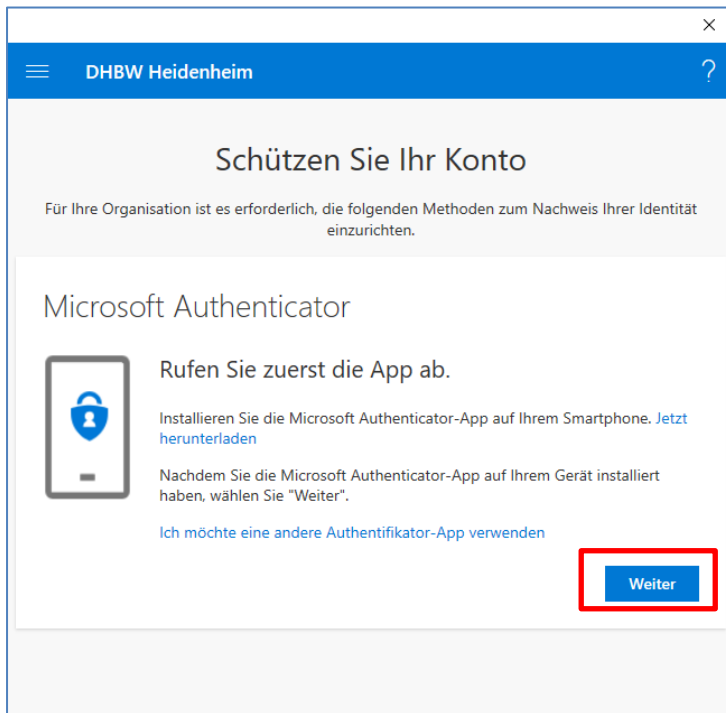 DHBW Heidenheim
Schützen Sie Ihr Konto
Für Ihre Organisation ist es erforderlich, die folgenden Methoden zum Nachweis Ihrer Identität
einzurichten.
Microsoft Authenticator
Rufen Sie zuerst die App ab.
Installieren Sie die Microsoft Authenticator-App auf Ihrem Smartphone. Jetzt
herunterladen
Nachdem Sie die Microsoft Authenticator-App auf Ihrem Gerät installiert
haben, wählen Sie "Weiter".
Ich möchte eine andere Authentifikator-App verwenden
Weiter